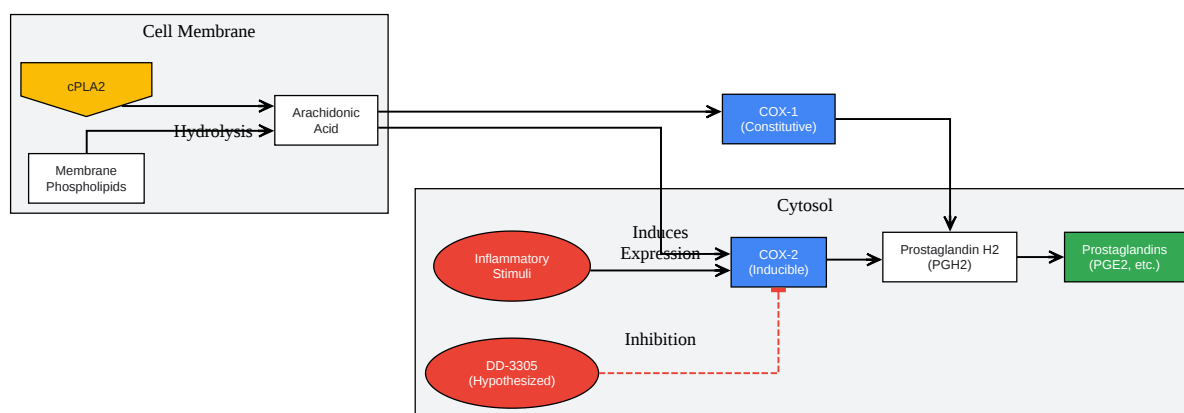 Cell Membrane
cPLA2
Hydrolysis
Membrane
Phospholipids
Arachidonic
Acid
COX-1
(Constitutive)
Cytosol
Inflammatory
Stimuli
Induces
Expression
COX-2
(Inducible)
Prostaglandin H2
(PGH2)
Prostaglandins
(PGE2, etc.)
Inhibition
DD-3305
(Hypothesized)